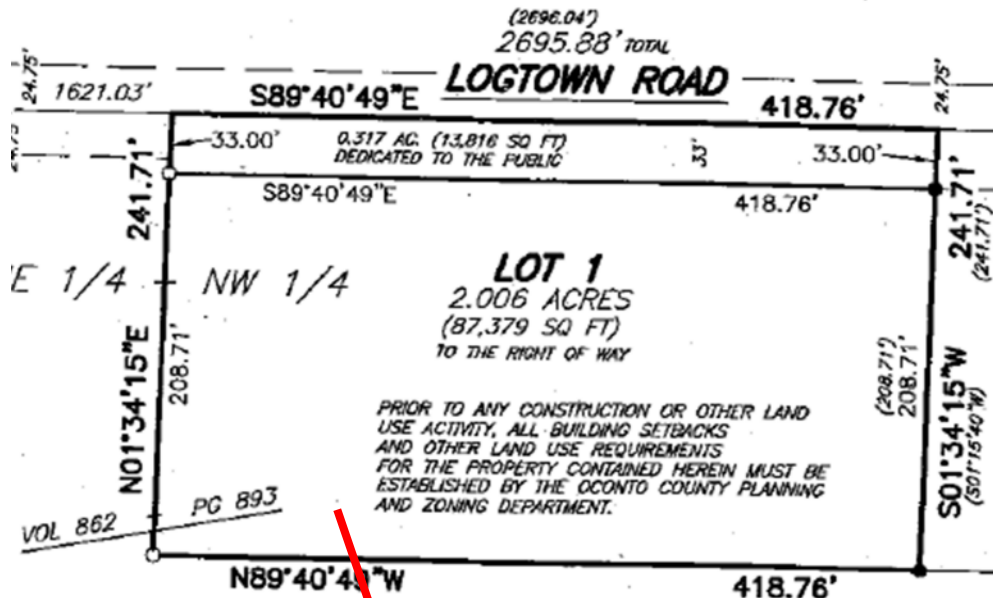 (2696.04')
2695.88' TOTAL
24.75'
1621.03'
S89°40'49"E
LOGTOWN ROAD
418.76'
24.75'
24.75
33.00'
0.317 AC. (13,816 SQ FT)
DEDICATED TO THE PUBLIC
33'
33.00'
241.71'
S89°40'49"E
418.76'
241.71'
(241.71')
E 1/4
NW 1/4
LOT 1
2.006 ACRES
(87,379 SQ FT)
TO THE RIGHT OF WAY
N01°34'15"E
208.71'
(208.71')
208.71'
S01°34'15"W
(S01°15'40"W)
PRIOR TO ANY CONSTRUCTION OR OTHER LAND
USE ACTIVITY, ALL BUILDING SETBACKS
AND OTHER LAND USE REQUIREMENTS
FOR THE PROPERTY CONTAINED HEREIN MUST BE
ESTABLISHED BY THE OCONTO COUNTY PLANNING
AND ZONING DEPARTMENT.
VOL 862
PG 893
N89°40'49"W
418.76'